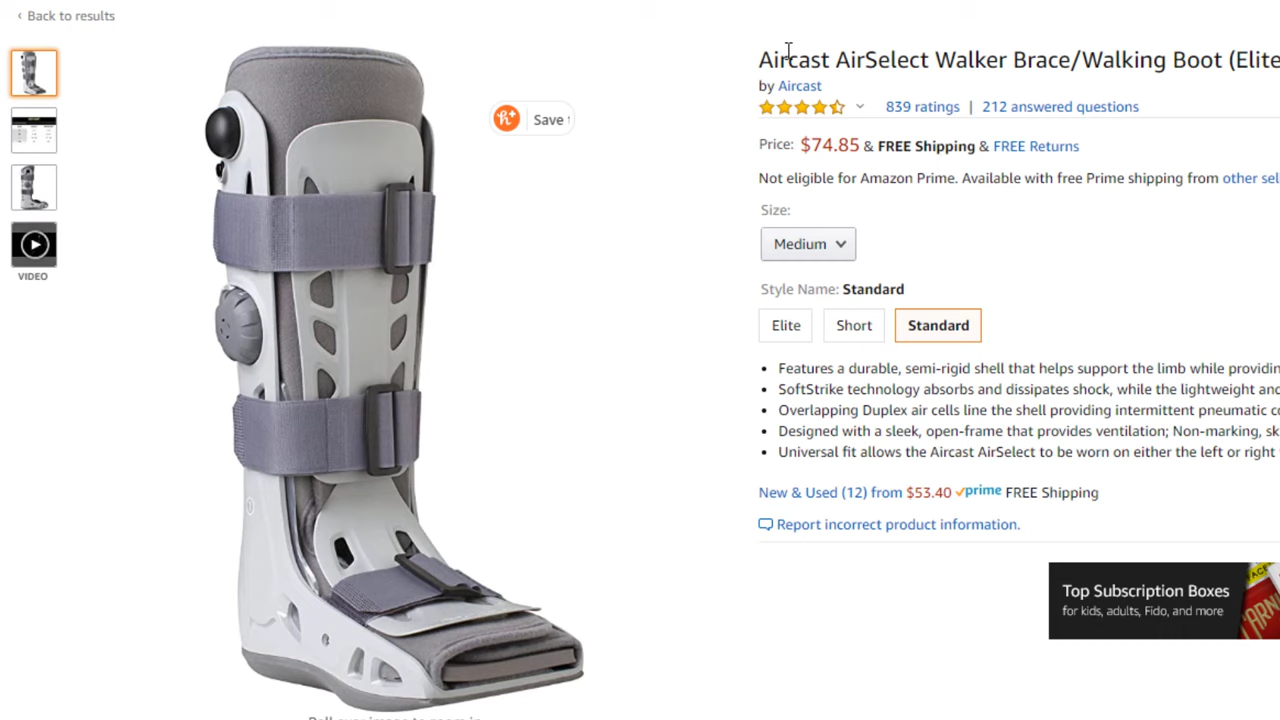 ‹ Back to results
VIDEO
h+ Save
Aircast AirSelect Walker Brace/Walking Boot (Elite
by Aircast
839 ratings | 212 answered questions
Price: $74.85 & FREE Shipping & FREE Returns
Not eligible for Amazon Prime. Available with free Prime shipping from other sel
Size:
Medium
Style Name: Standard
Elite Short Standard
• Features a durable, semi-rigid shell that helps support the limb while providin
• SoftStrike technology absorbs and dissipates shock, while the lightweight and
• Overlapping Duplex air cells line the shell providing intermittent pneumatic co
• Designed with a sleek, open-frame that provides ventilation; Non-marking, sk
• Universal fit allows the Aircast AirSelect to be worn on either the left or right
New & Used (12) from $53.40 prime FREE Shipping
Report incorrect product information.
Top Subscription Boxes
for kids, adults, Fido, and more